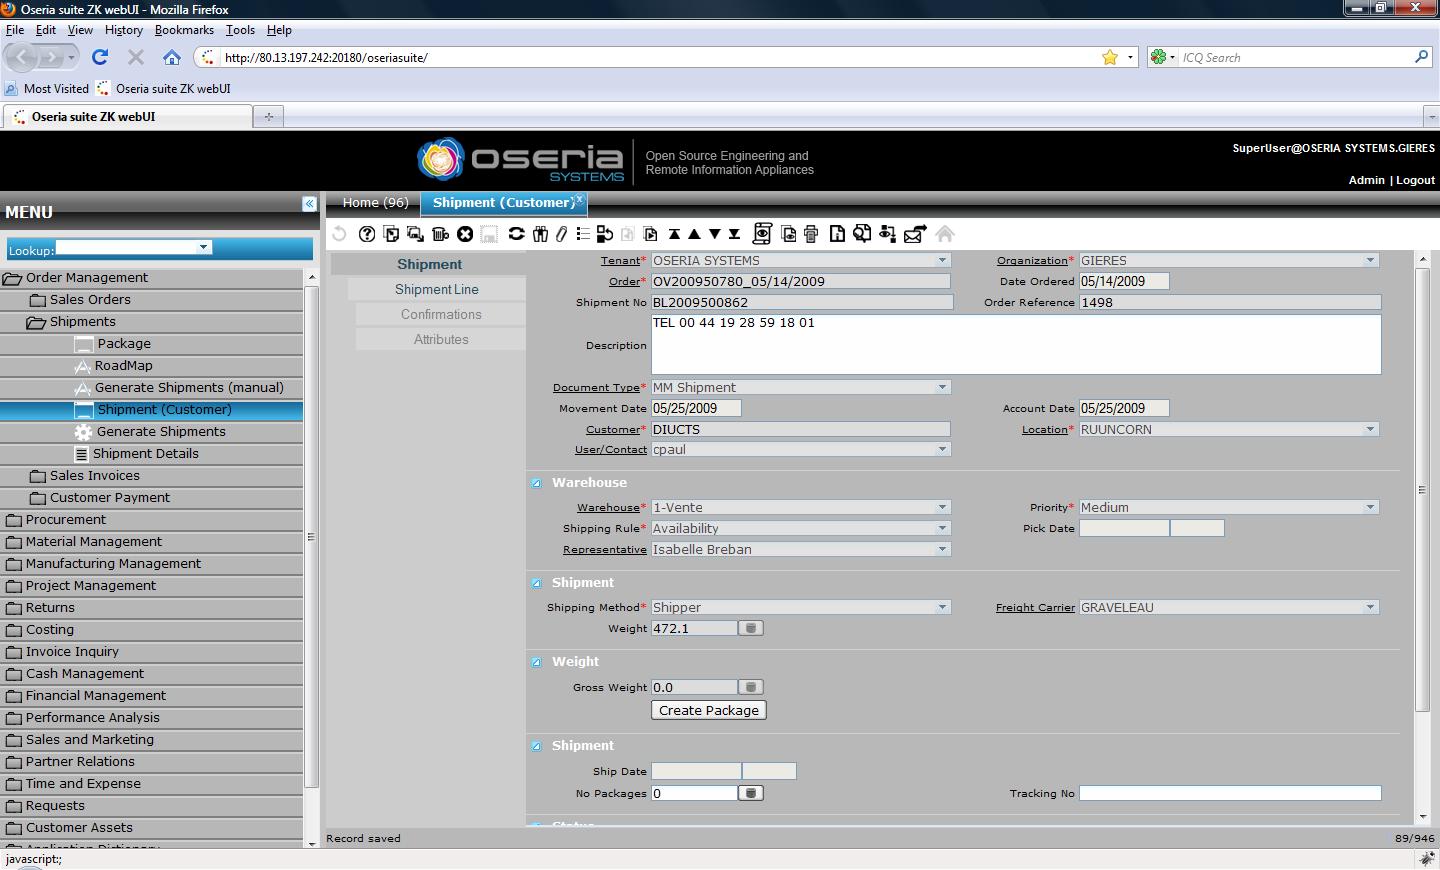 Oseria suite ZK webUI - Mozilla Firefox
File Edit View History Bookmarks Tools Help
http://80.13.197.242:20180/oseriasuite/
ICQ Search
Most Visited Oseria suite ZK webUI
Oseria suite ZK webUI
OSERIA SYSTEMS
Open Source Engineering and
Remote Information Appliances
SuperUser@OSERIA SYSTEMS.GIERES
Admin | Logout
MENU
Home (96) Shipment (Customer)
Lookup:
Order Management
Sales Orders
Shipments
Package
RoadMap
Generate Shipments (manual)
Shipment (Customer)
Generate Shipments
Shipment Details
Sales Invoices
Customer Payment
Procurement
Material Management
Manufacturing Management
Project Management
Returns
Costing
Invoice Inquiry
Cash Management
Financial Management
Performance Analysis
Sales and Marketing
Partner Relations
Time and Expense
Requests
Customer Assets
Application Dictionary
Shipment
Shipment Line
Confirmations
Attributes
Tenant* OSERIA SYSTEMS Organization* GIERES
Order* OV200950780_05/14/2009 Date Ordered 05/14/2009
Shipment No BL2009500862 Order Reference 1498
Description TEL 00 44 19 28 59 18 01
Document Type* MM Shipment
Movement Date 05/25/2009 Account Date 05/25/2009
Customer* DIUCTS Location* RUUNCORN
User/Contact cpaul
Warehouse
Warehouse* 1-Vente Priority* Medium
Shipping Rule* Availability Pick Date
Representative Isabelle Breban
Shipment
Shipping Method* Shipper Freight Carrier GRAVELEAU
Weight 472.1
Weight
Gross Weight 0.0
Create Package
Shipment
Ship Date
No Packages 0 Tracking No
Status
Record saved 89/946
javascript:;